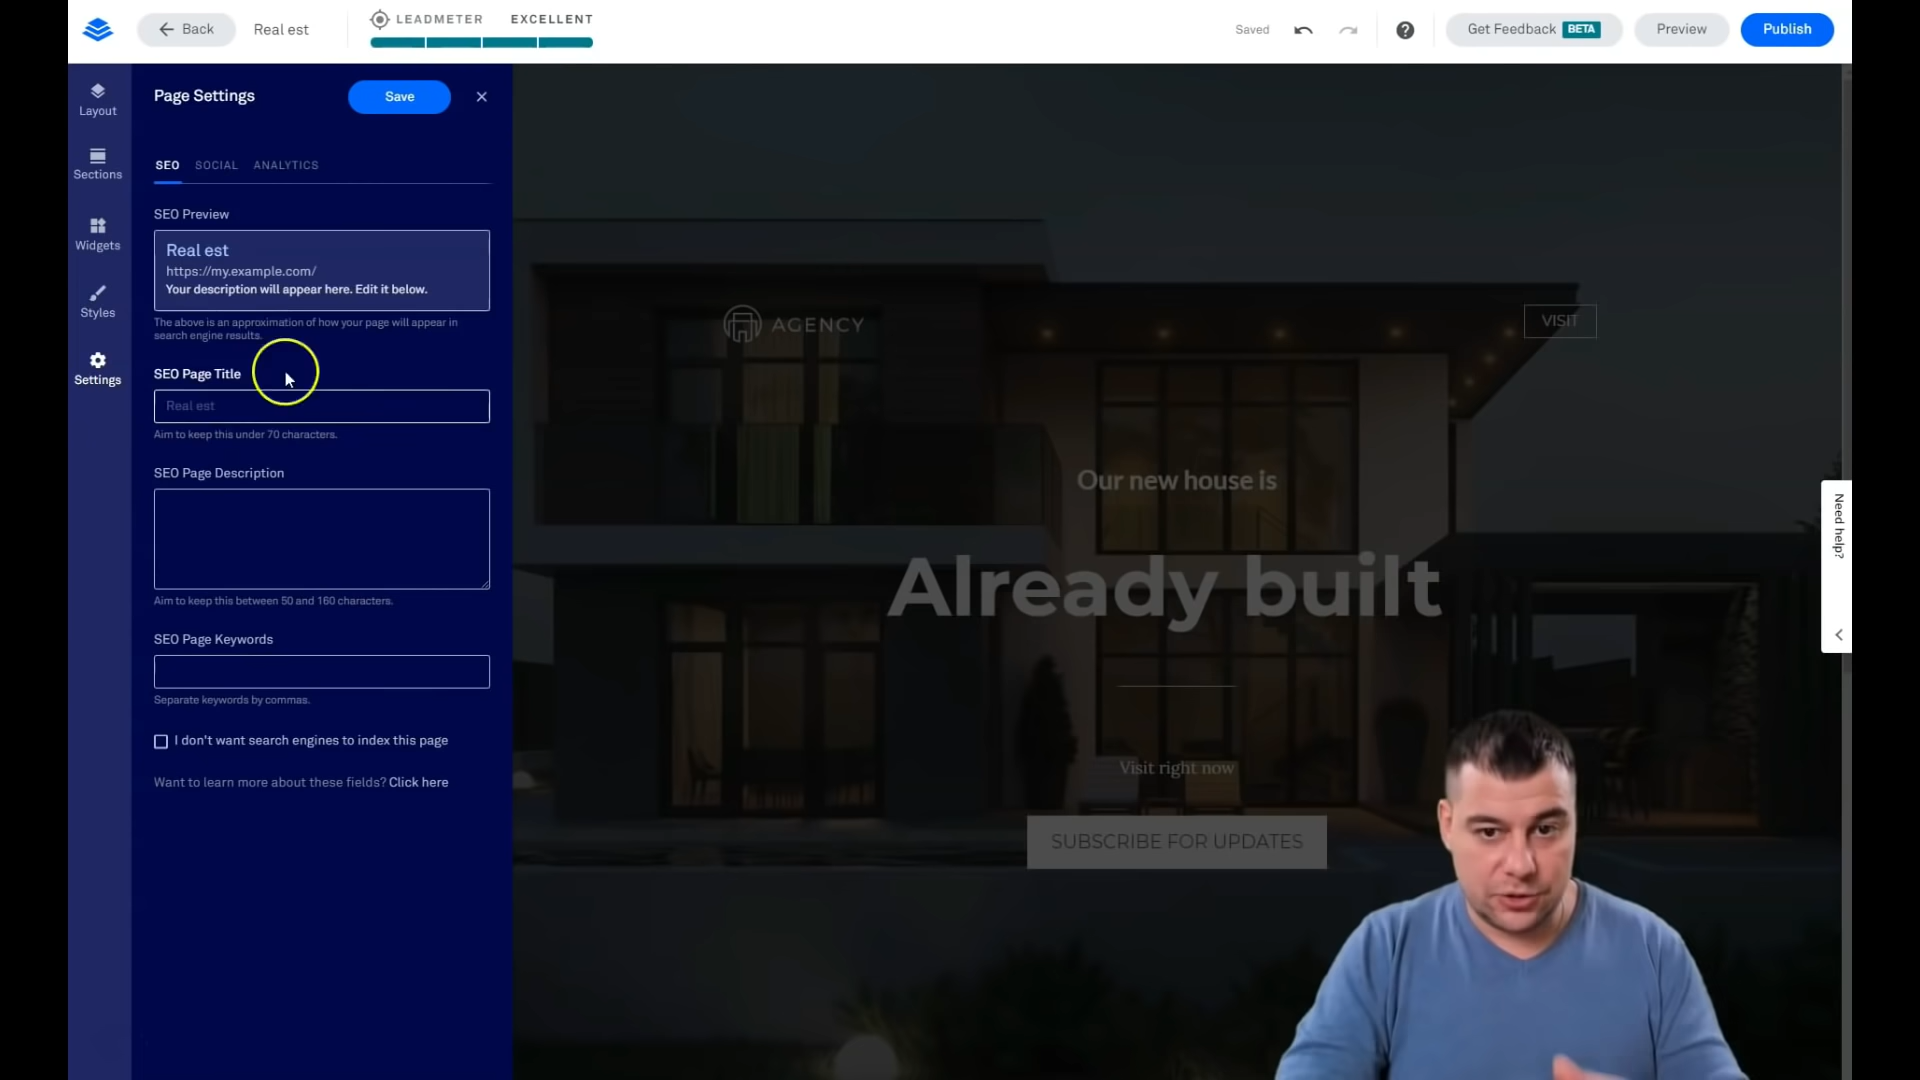 Back
Real est
LEADMETER
EXCELLENT
Saved
?
Get Feedback BETA
Preview
Publish
Layout
Sections
Widgets
Styles
Settings
Page Settings
Save
SEO
SOCIAL
ANALYTICS
SEO Preview
Real est
https://my.example.com/
Your description will appear here. Edit it below.
The above is an approximation of how your page will appear in
search engine results.
SEO Page Title
Real est
Aim to keep this under 70 characters.
SEO Page Description
Aim to keep this between 50 and 160 characters.
SEO Page Keywords
Separate keywords by commas.
I don't want search engines to index this page
Want to learn more about these fields? Click here
AGENCY
VISIT
Our new house is
Already built
Visit right now
SUBSCRIBE FOR UPDATES
Need help?